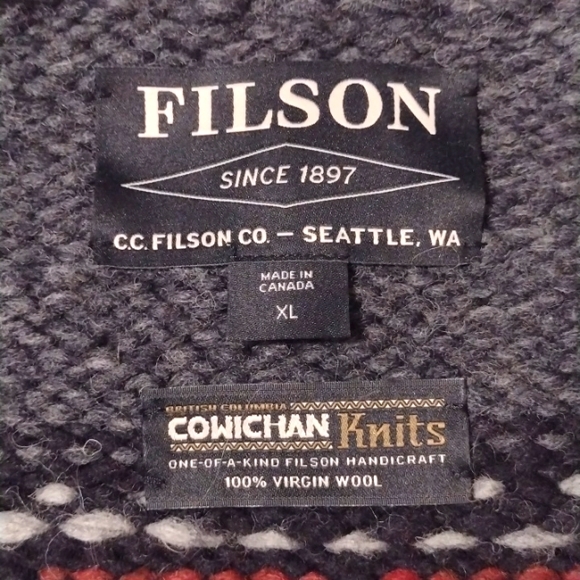 FILSON
SINCE 1897
C.C. FILSON CO. — SEATTLE, WA
MADE IN
CANADA
XL
BRITISH COLUMBIA
COWICHAN Knits
ONE-OF-A-KIND FILSON HANDICRAFT
100% VIRGIN WOOL